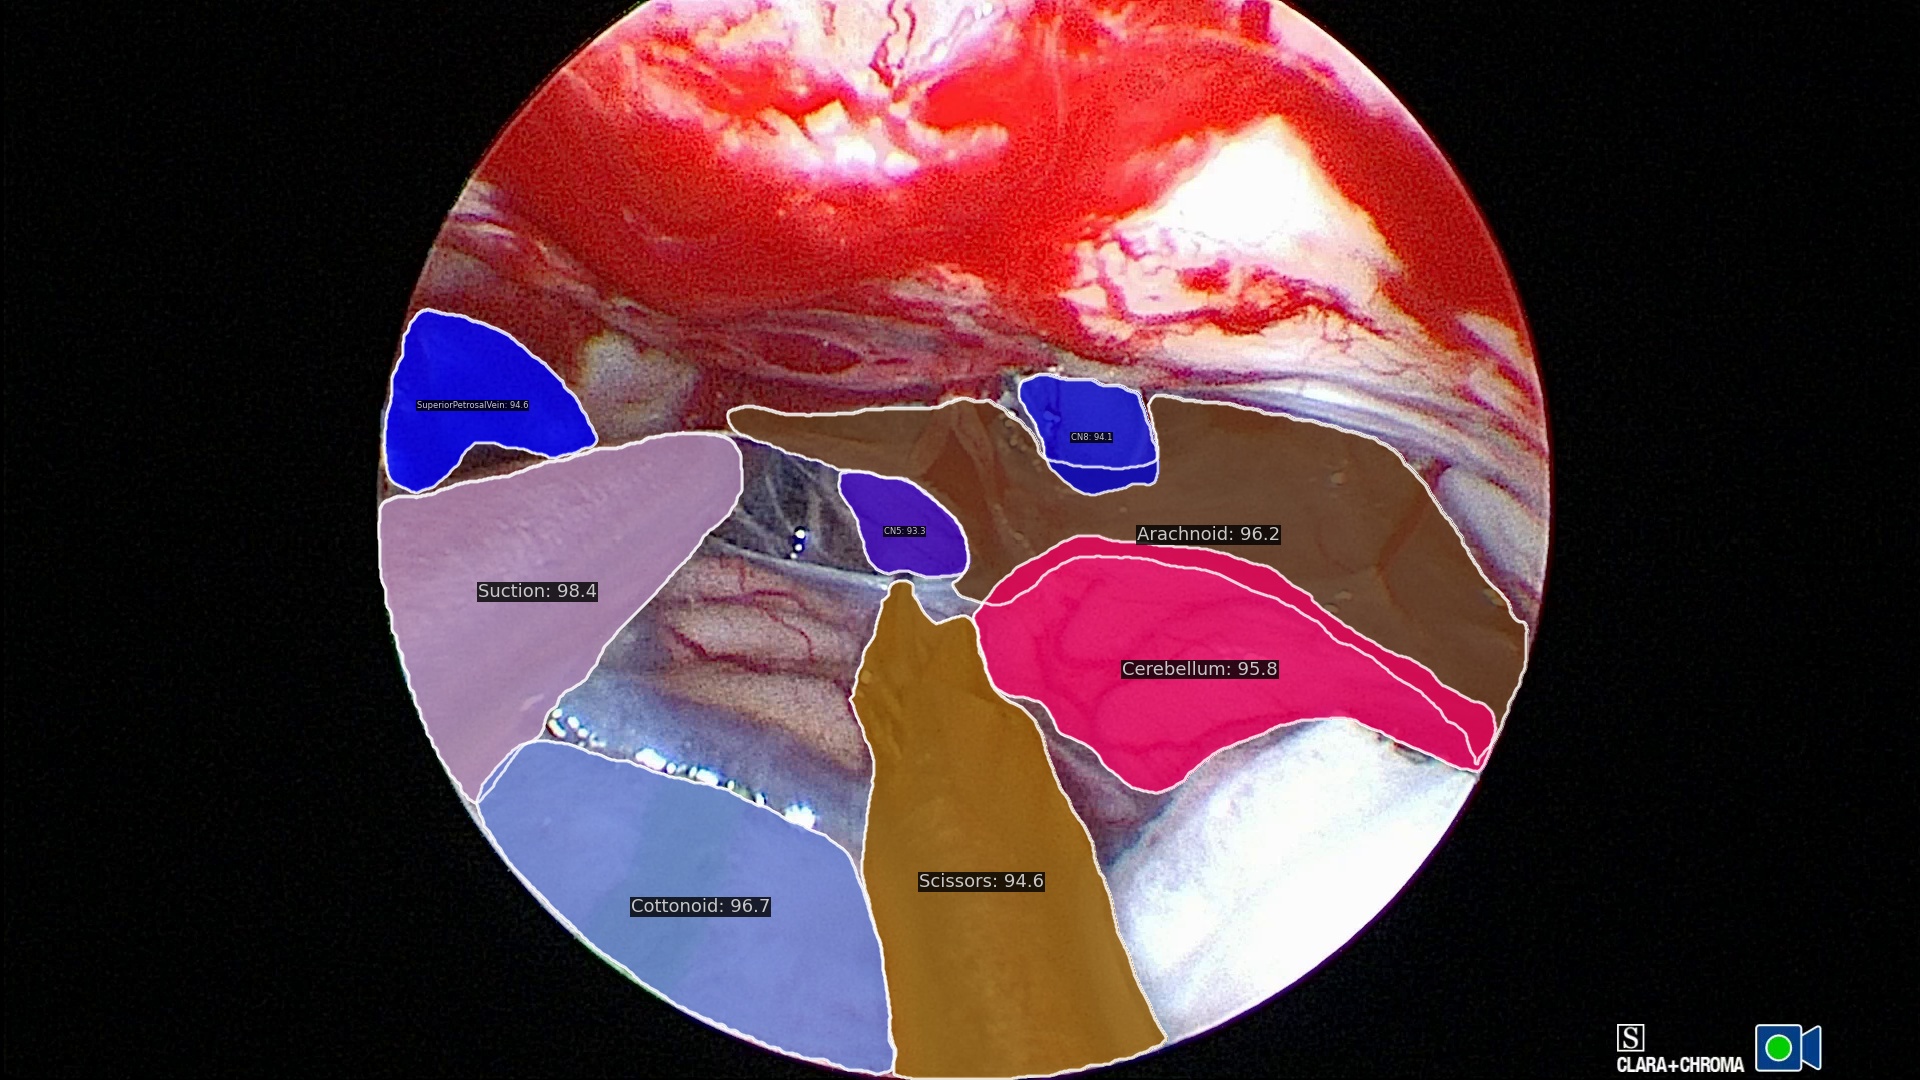 SuperiorPetrosalVein: 94.6
CN8: 94.1
CN5: 93.3
Arachnoid: 96.2
Suction: 98.4
Cerebellum: 95.8
Scissors: 94.6
Cottonoid: 96.7
S
CLARA+CHROMA